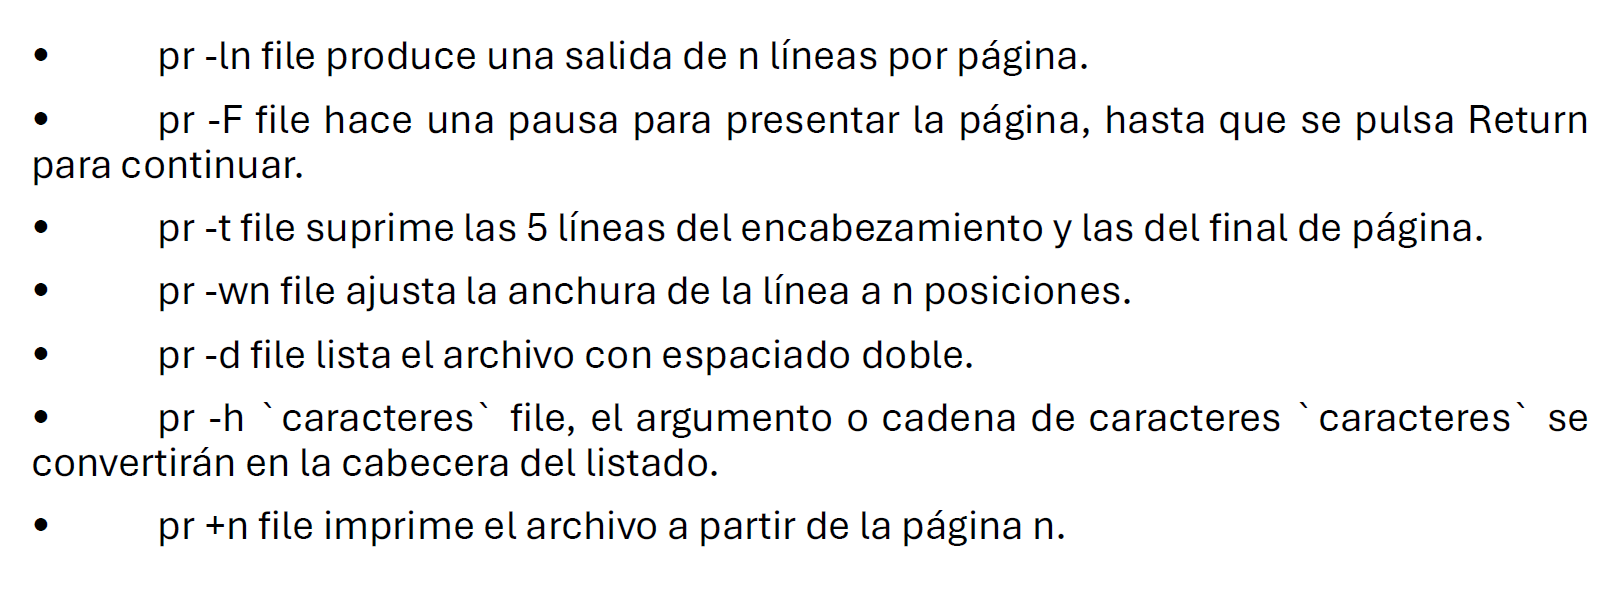 • pr -ln file produce una salida de n líneas por página.
• pr -F file hace una pausa para presentar la página, hasta que se pulsa Return
para continuar.
• pr -t file suprime las 5 líneas del encabezamiento y las del final de página.
• pr -wn file ajusta la anchura de la línea a n posiciones.
• pr -d file lista el archivo con espaciado doble.
• pr -h `caracteres` file, el argumento o cadena de caracteres `caracteres` se
convertirán en la cabecera del listado.
• pr +n file imprime el archivo a partir de la página n.